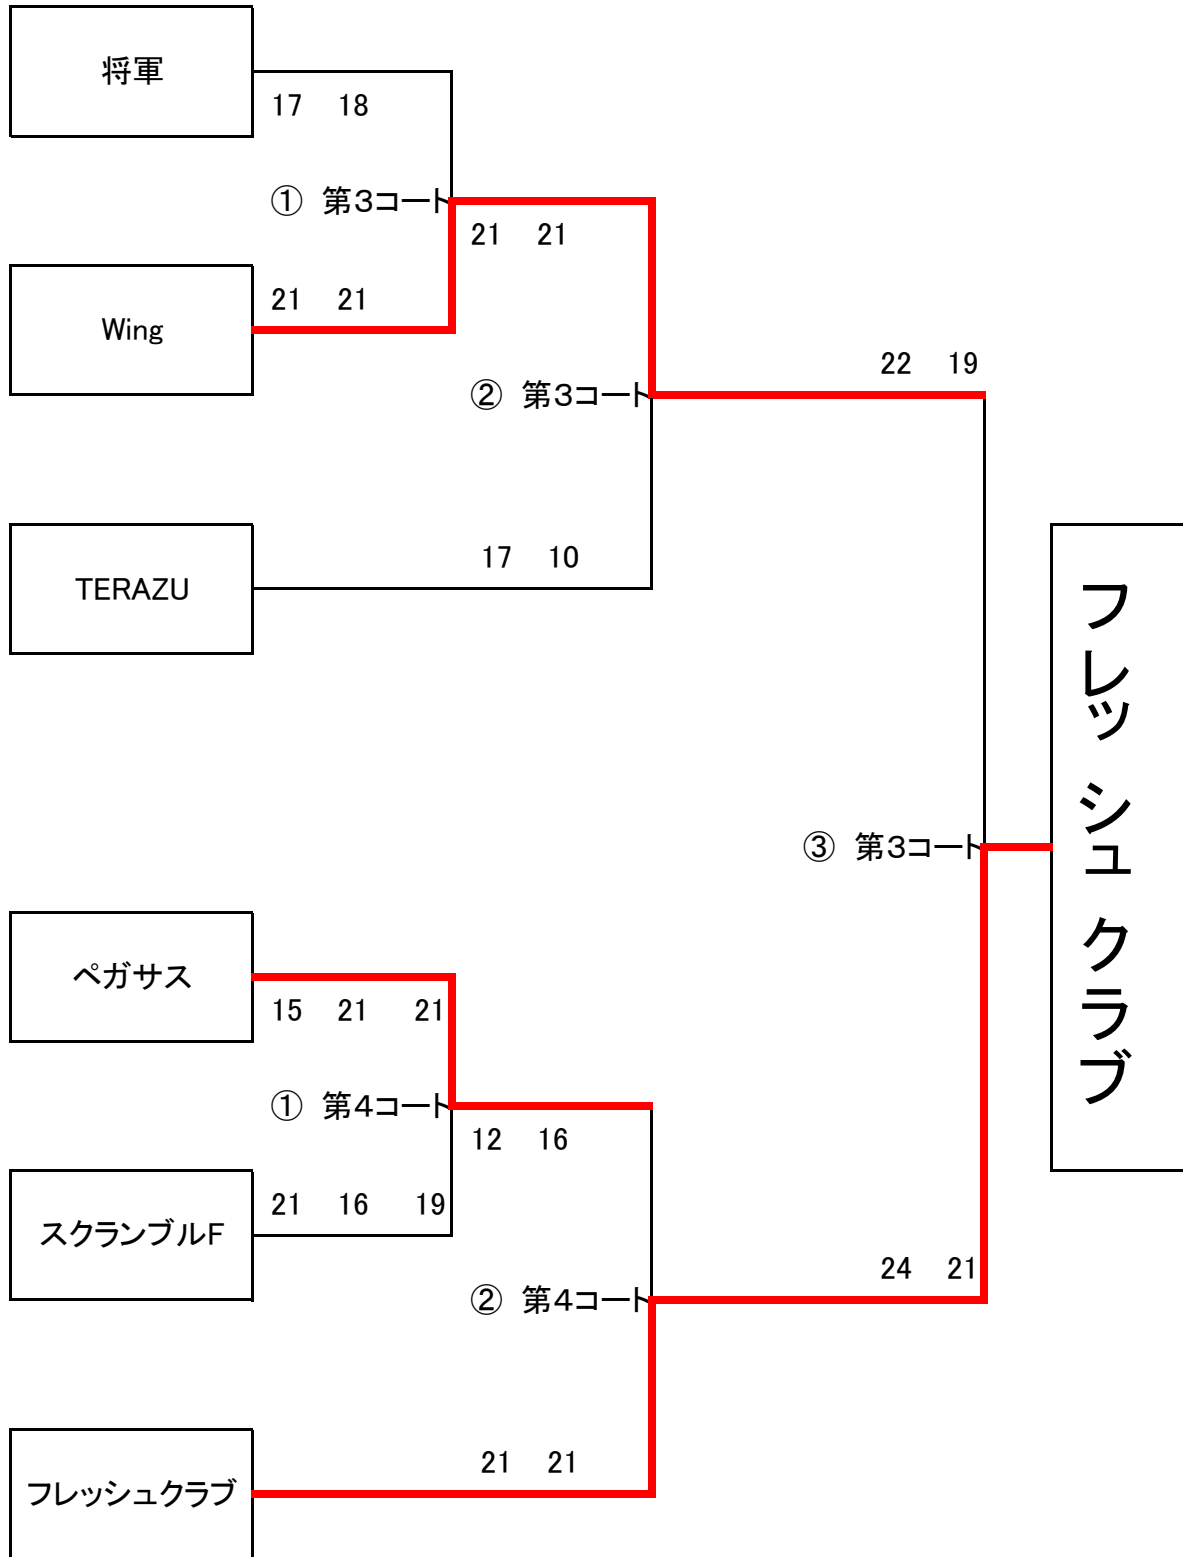 将軍
17 18
① 第3コート
21 21
Wing
21 21
22 19
② 第3コート
TERAZU
17 10
フレッシュクラブ
③ 第3コート
ペガサス
15 21 21
① 第4コート
12 16
スクランブルF
21 16 19
24 21
② 第4コート
フレッシュクラブ
21 21